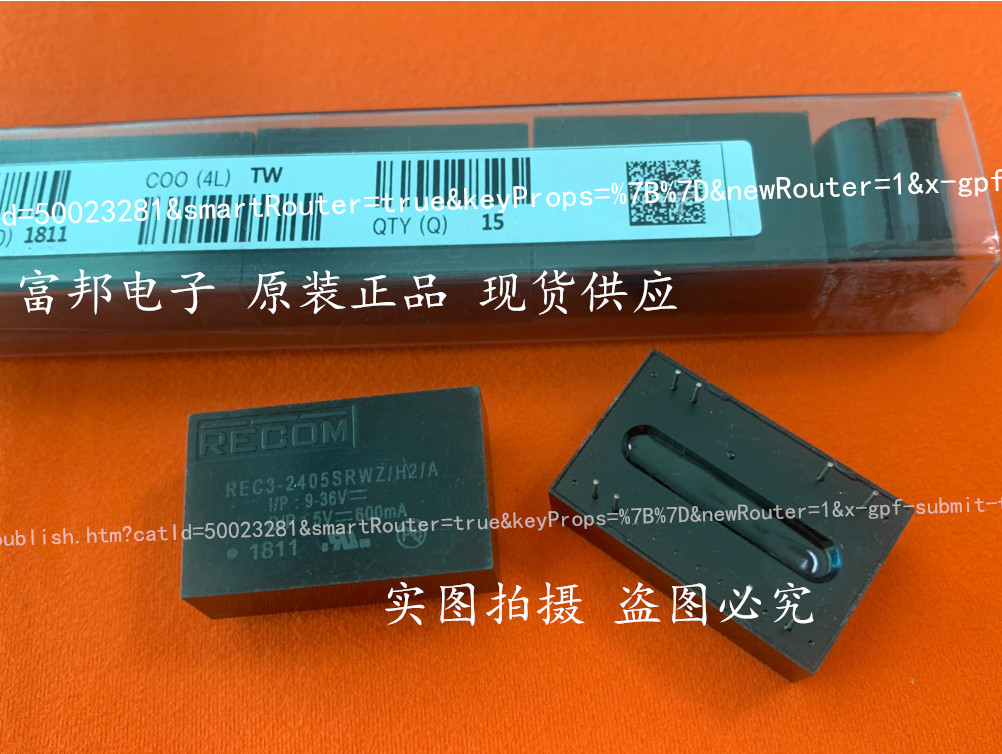 COO (4L) TW
Id=50023281&smartRouter=true&keyProps=%7B%7D&newRouter=1&x-gpf
1811
QTY (Q) 15
富邦电子 原装正品 现货供应
RECOM
REC3-2405SRWZ/H2/A
I/P : 9-36V
5V 600mA
publish.htm?catId=50023281&smartRouter=true&keyProps=%7B%7D&newRouter=1&x-gpf-submit-
1811
实图拍摄 盗图必究